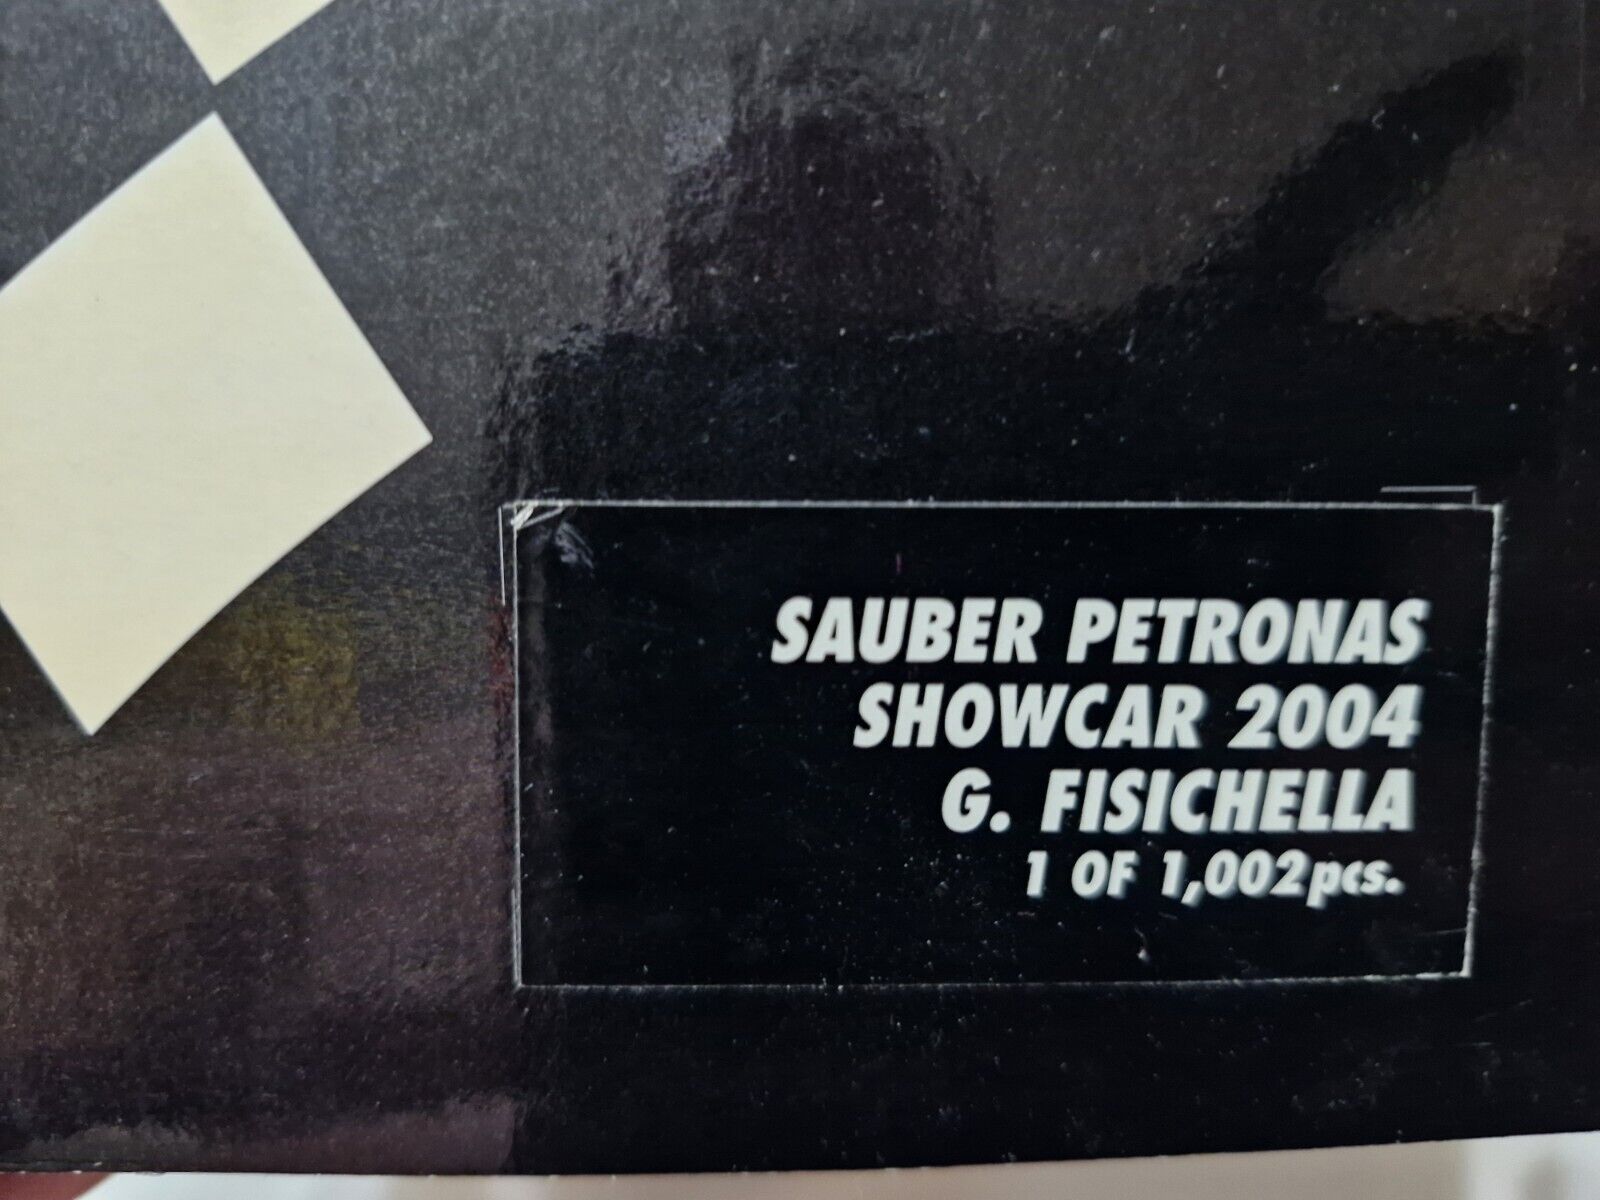 SAUBER PETRONAS
SHOWCAR 2004
G. FISICHELLA
1 OF 1,002pcs.